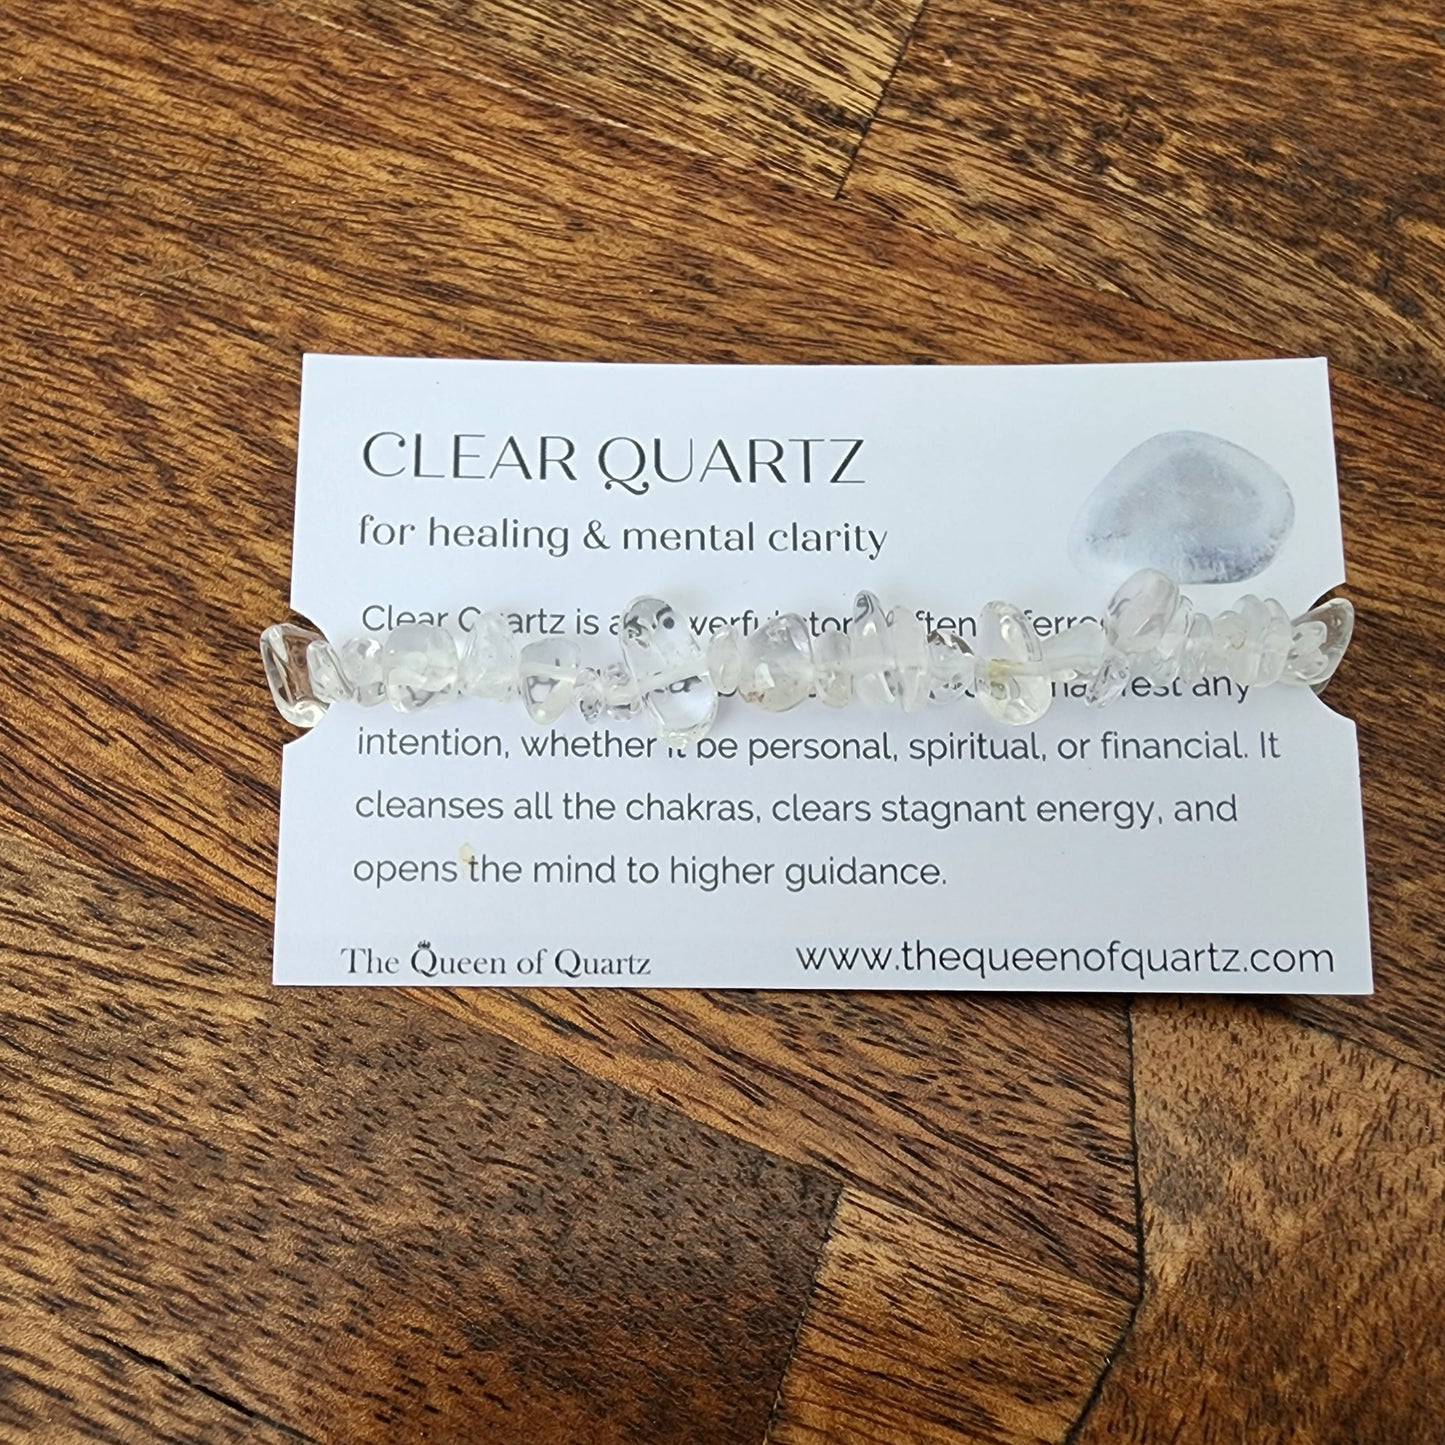 CLEAR QUARTZ
for healing & mental clarity
Clear Quartz is a
any
intention, whether it be personal, spiritual, or financial. It
cleanses all the chakras, clears stagnant energy, and
opens the mind to higher guidance.
The Queen of Quartz
www.thequeenofquartz.com